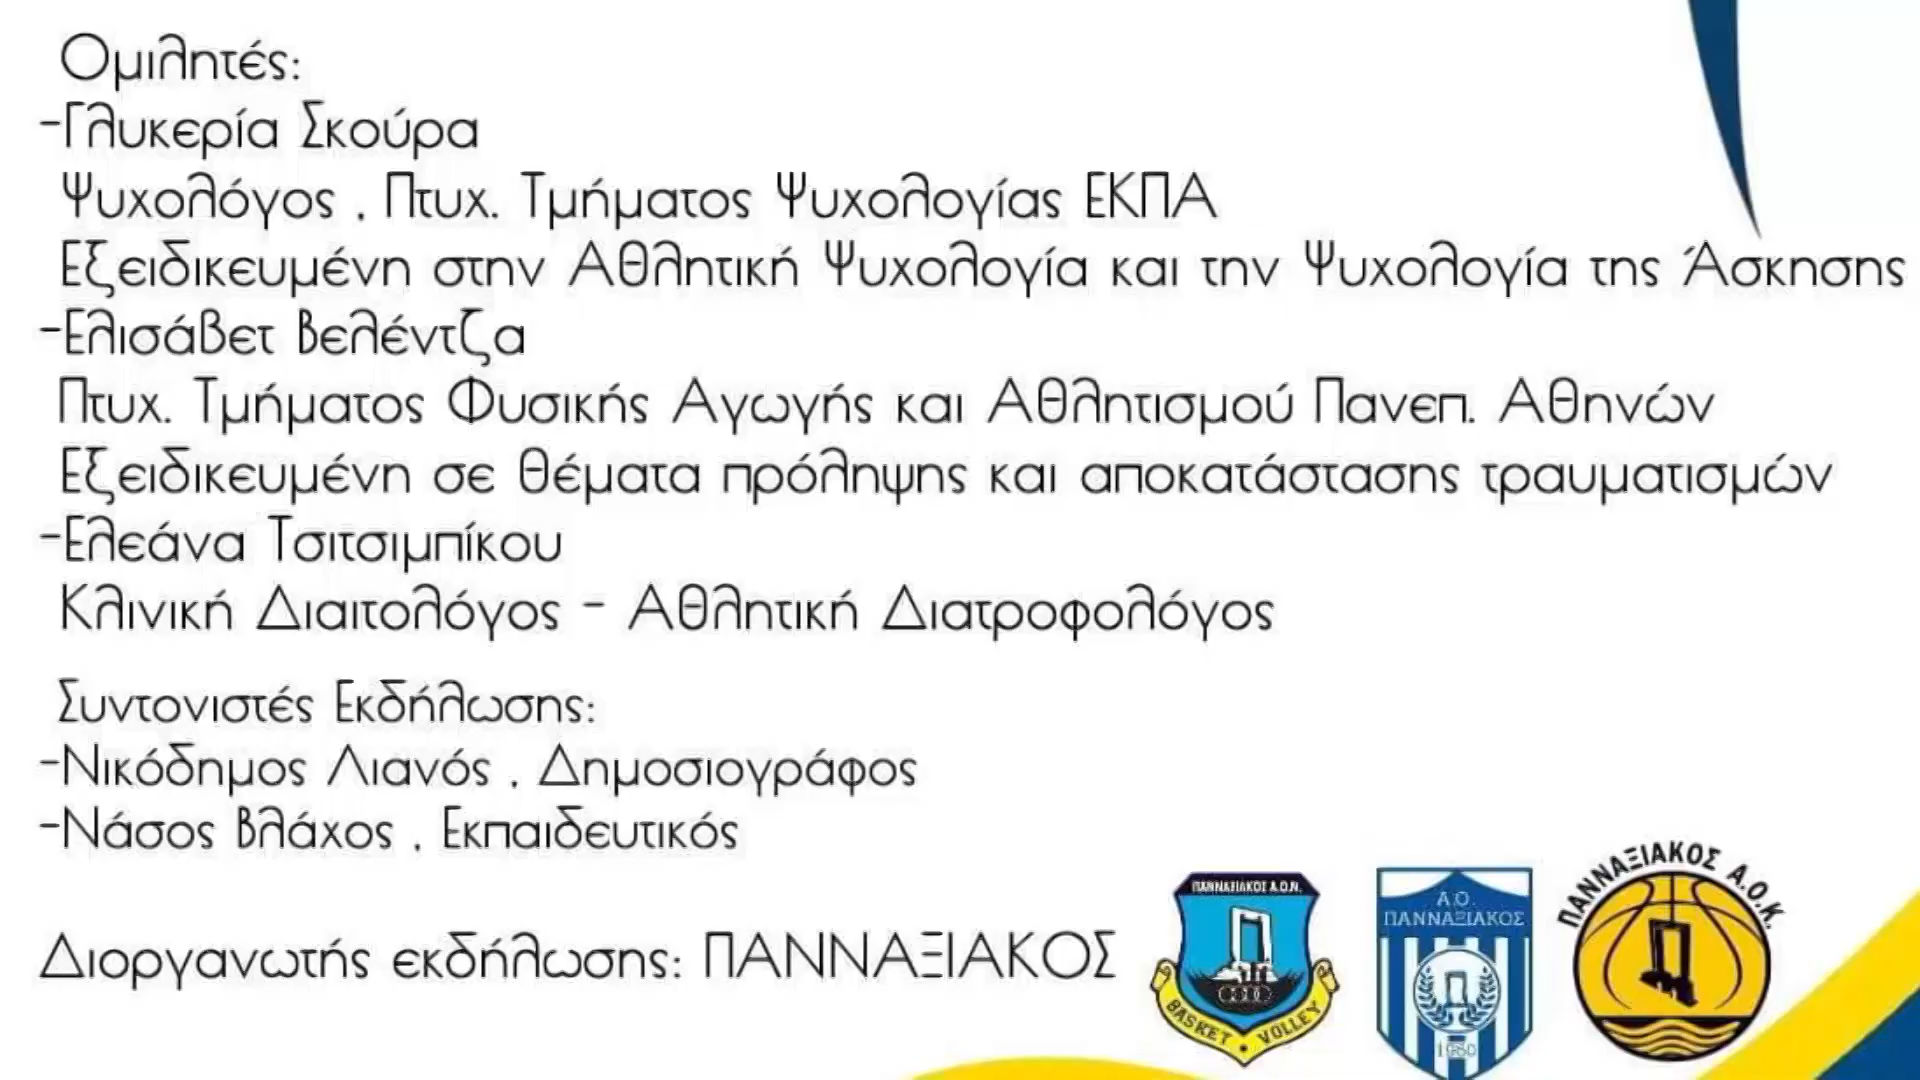 Ομιλητές:
-Γλυκερία Σκούρα
Ψυχολόγος , Πτυχ. Τμήματος Ψυχολογίας ΕΚΠΑ
Εξειδικευμένη στην Αθλητική Ψυχολογία και την Ψυχολογία της Άσκησης
-Ελισάβετ Βελέντζα
Πτυχ. Τμήματος Φυσικής Αγωγής και Αθλητισμού Πανεπ. Αθηνών
Εξειδικευμένη σε θέματα πρόληψης και αποκατάστασης τραυματισμών
-Ελεάνα Τσιτσιμπίκου
Κλινική Διαιτολόγος - Αθλητική Διατροφολόγος
Συντονιστές Εκδήλωσης:
-Νικόδημος Λιανός , Δημοσιογράφος
-Νάσος Βλάχος , Εκπαιδευτικός
Διοργανωτής εκδήλωσης: ΠΑΝΝΑΞΙΑΚΟΣ
ΠΑΝΝΑΞΙΑΚΟΣ Α.Ο.Ν.
BASKET VOLLEY
Α.Ο.
ΠΑΝΝΑΞΙΑΚΟΣ
1960
ΠΑΝΝΑΞΙΑΚΟΣ Α.Ο.Κ.